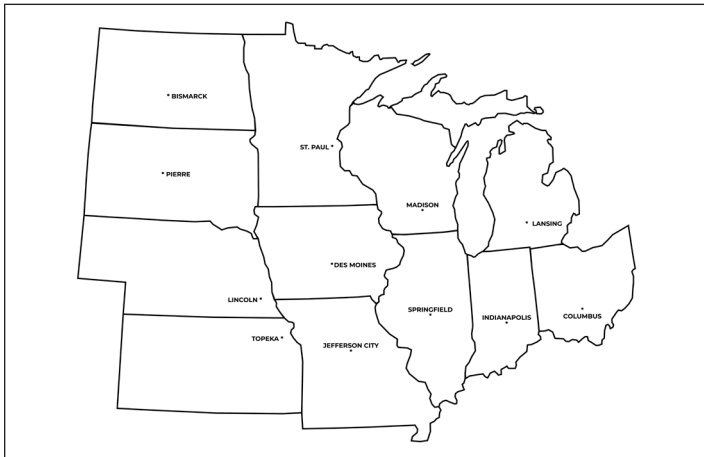 BISMARCK
ST. PAUL
PIERRE
MADISON
LANSING
DES MOINES
LINCOLN
SPRINGFIELD
INDIANAPOLIS
COLUMBUS
TOPEKA
JEFFERSON CITY